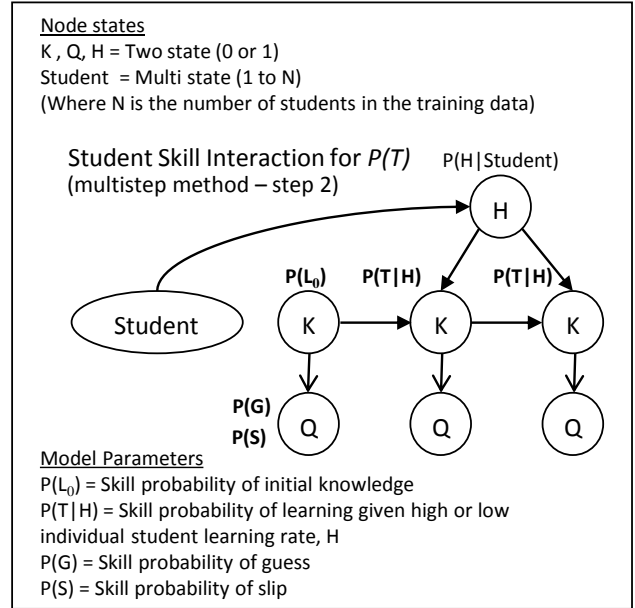 Node states
K , Q, H = Two state (0 or 1)
Student = Multi state (1 to N)
(Where N is the number of students in the training data)
Student Skill Interaction for P(T)
(multistep method – step 2)
P(H|Student)
H
P(L₀)
P(T|H)
P(T|H)
Student
K
K
K
P(G)
P(S)
Q
Q
Q
Model Parameters
P(L₀) = Skill probability of initial knowledge
P(T|H) = Skill probability of learning given high or low
individual student learning rate, H
P(G) = Skill probability of guess
P(S) = Skill probability of slip